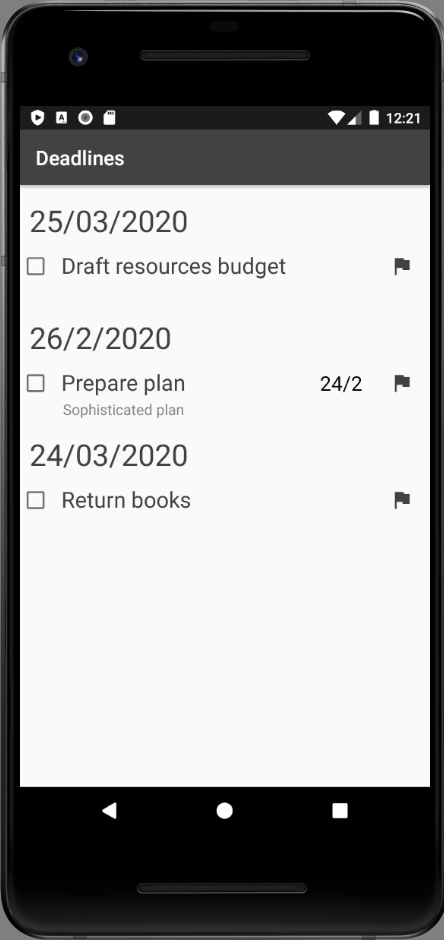 12:21
Deadlines
25/03/2020
Draft resources budget
26/2/2020
Prepare plan 24/2
Sophisticated plan
24/03/2020
Return books